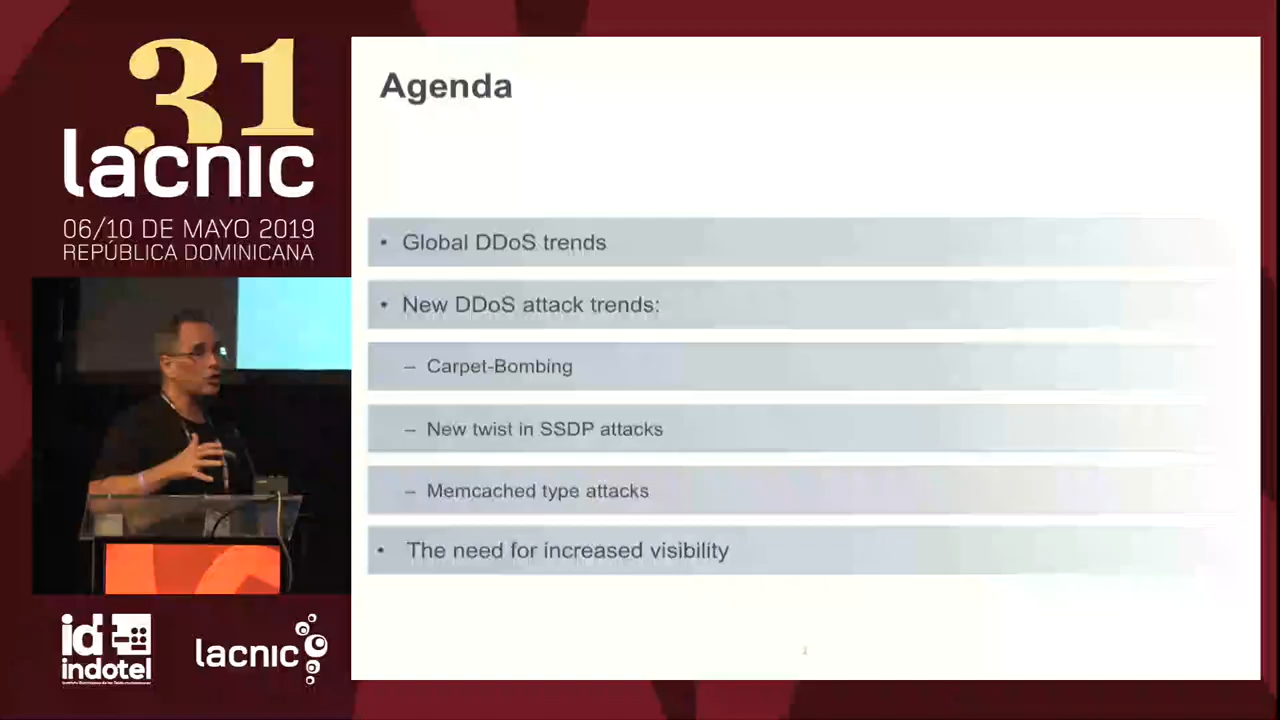 31
lacnic
06/10 DE MAYO 2019
REPÚBLICA DOMINICANA
Agenda
• Global DDoS trends
• New DDoS attack trends:
– Carpet-Bombing
– New twist in SSDP attacks
– Memcached type attacks
• The need for increased visibility
id
indotel
lacnic